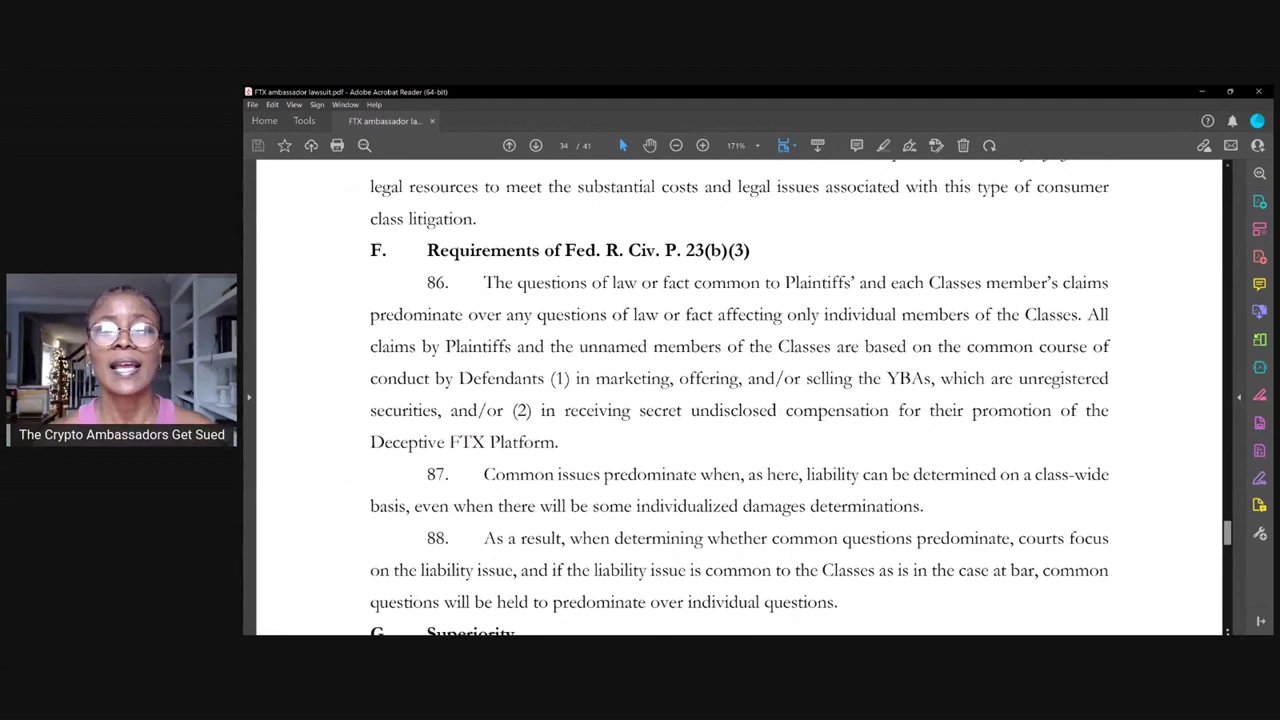 FTX ambassador lawsuit.pdf - Adobe Acrobat Reader (64-bit)
File Edit View Sign Window Help
Home Tools FTX ambassador la... ×
34 / 41 171%
legal resources to meet the substantial costs and legal issues associated with this type of consumer
class litigation.
F. Requirements of Fed. R. Civ. P. 23(b)(3)
86. The questions of law or fact common to Plaintiffs’ and each Classes member’s claims
predominate over any questions of law or fact affecting only individual members of the Classes. All
claims by Plaintiffs and the unnamed members of the Classes are based on the common course of
conduct by Defendants (1) in marketing, offering, and/or selling the YBAs, which are unregistered
securities, and/or (2) in receiving secret undisclosed compensation for their promotion of the
Deceptive FTX Platform.
87. Common issues predominate when, as here, liability can be determined on a class-wide
basis, even when there will be some individualized damages determinations.
88. As a result, when determining whether common questions predominate, courts focus
on the liability issue, and if the liability issue is common to the Classes as is in the case at bar, common
questions will be held to predominate over individual questions.
G. Superiority
The Crypto Ambassadors Get Sued